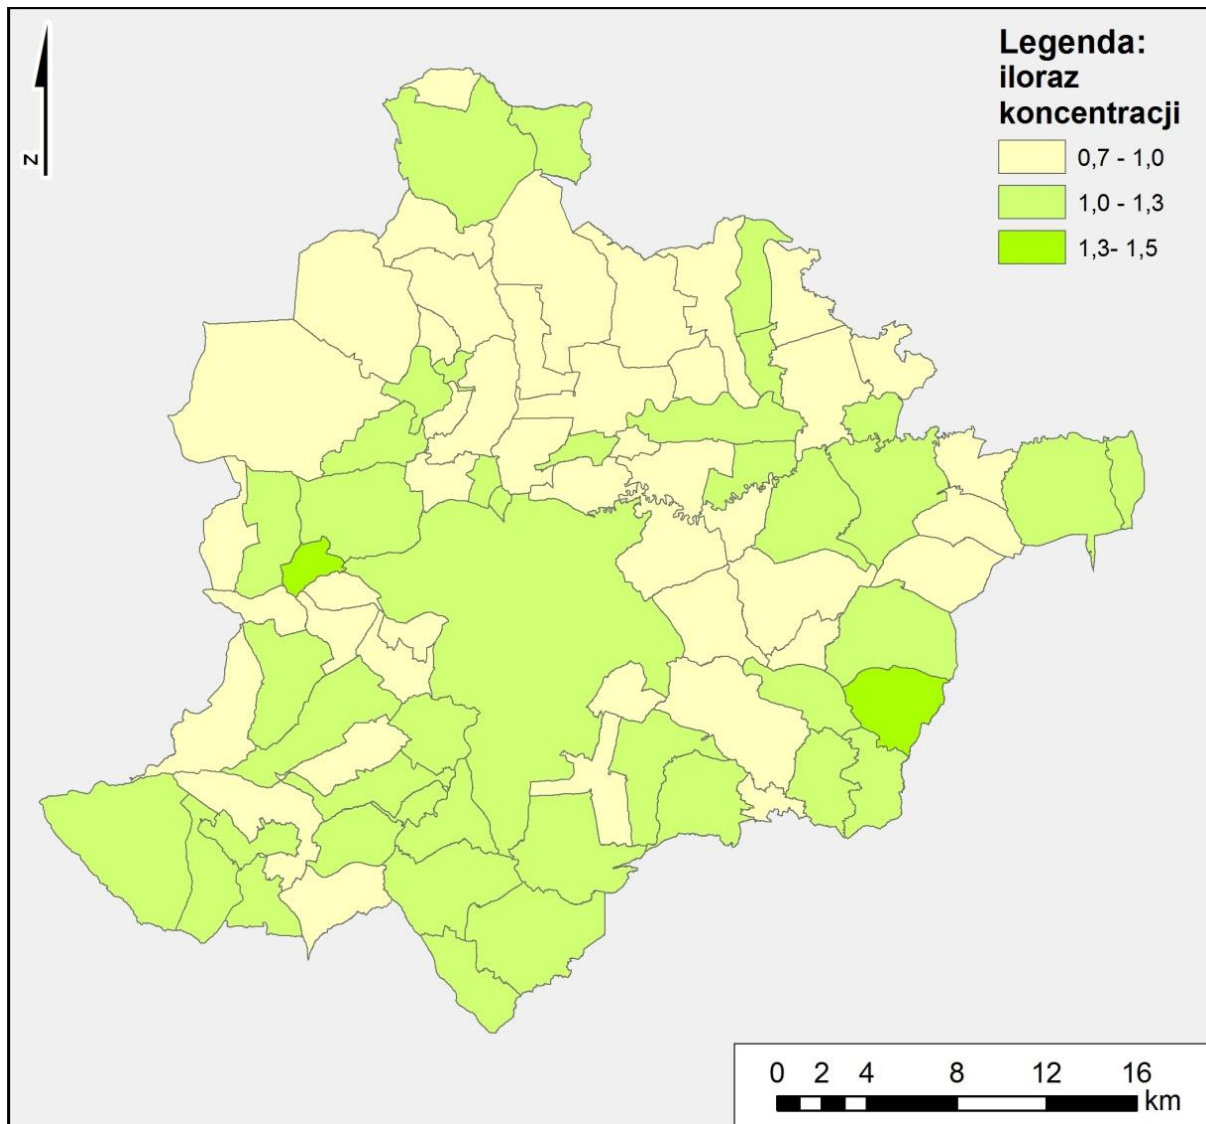 Legenda:
iloraz
koncentracji
0,7 - 1,0
1,0 - 1,3
1,3- 1,5
N
0 2 4 8 12 16
km